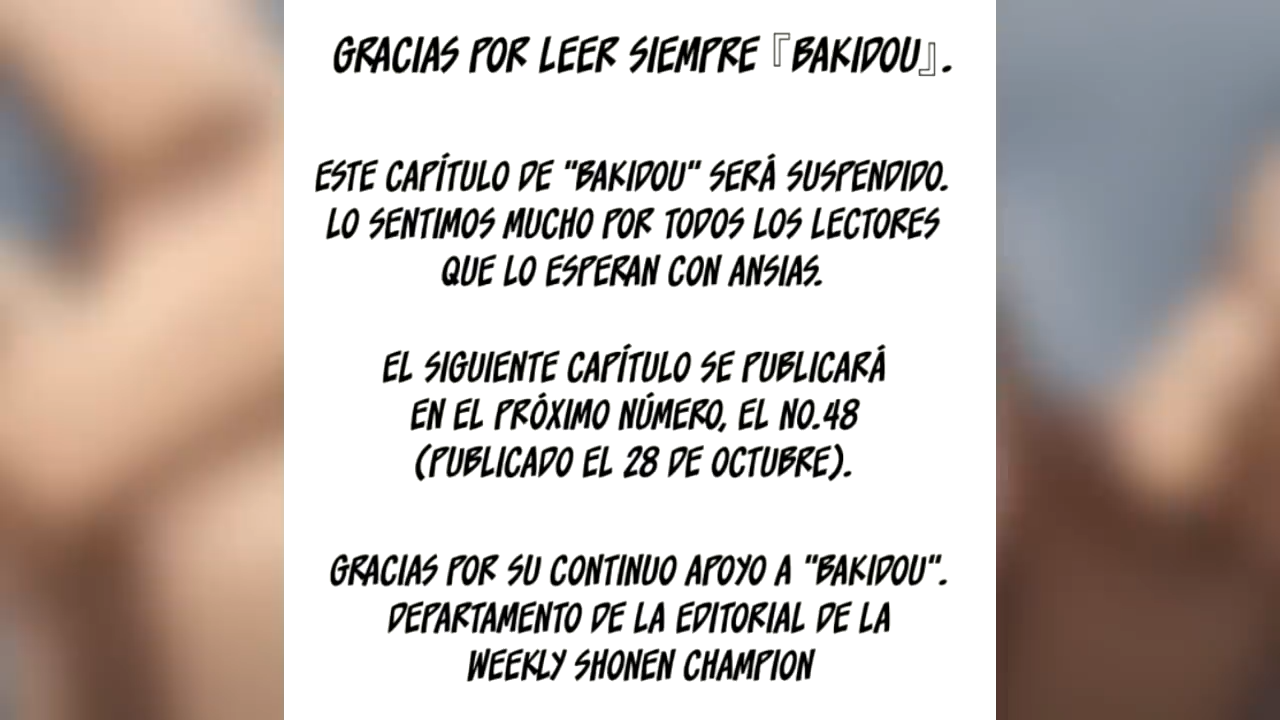 GRACIAS POR LEER SIEMPRE『BAKIDOU』.
ESTE CAPÍTULO DE "BAKIDOU" SERÁ SUSPENDIDO.
LO SENTIMOS MUCHO POR TODOS LOS LECTORES
QUE LO ESPERAN CON ANSIAS.
EL SIGUIENTE CAPÍTULO SE PUBLICARÁ
EN EL PRÓXIMO NÚMERO, EL NO.48
(PUBLICADO EL 28 DE OCTUBRE).
GRACIAS POR SU CONTINUO APOYO A "BAKIDOU".
DEPARTAMENTO DE LA EDITORIAL DE LA
WEEKLY SHONEN CHAMPION